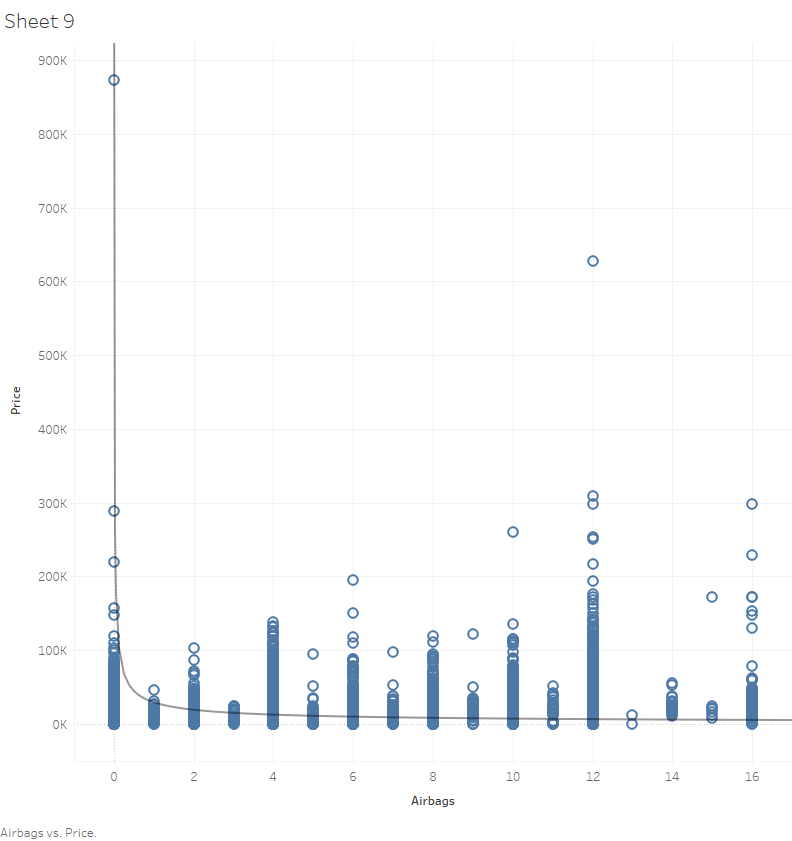 Sheet 9
900K
800K
700K
600K
500K
400K
300K
200K
100K
0K
Price
0 2 4 6 8 10 12 14 16
Airbags
Airbags vs. Price.